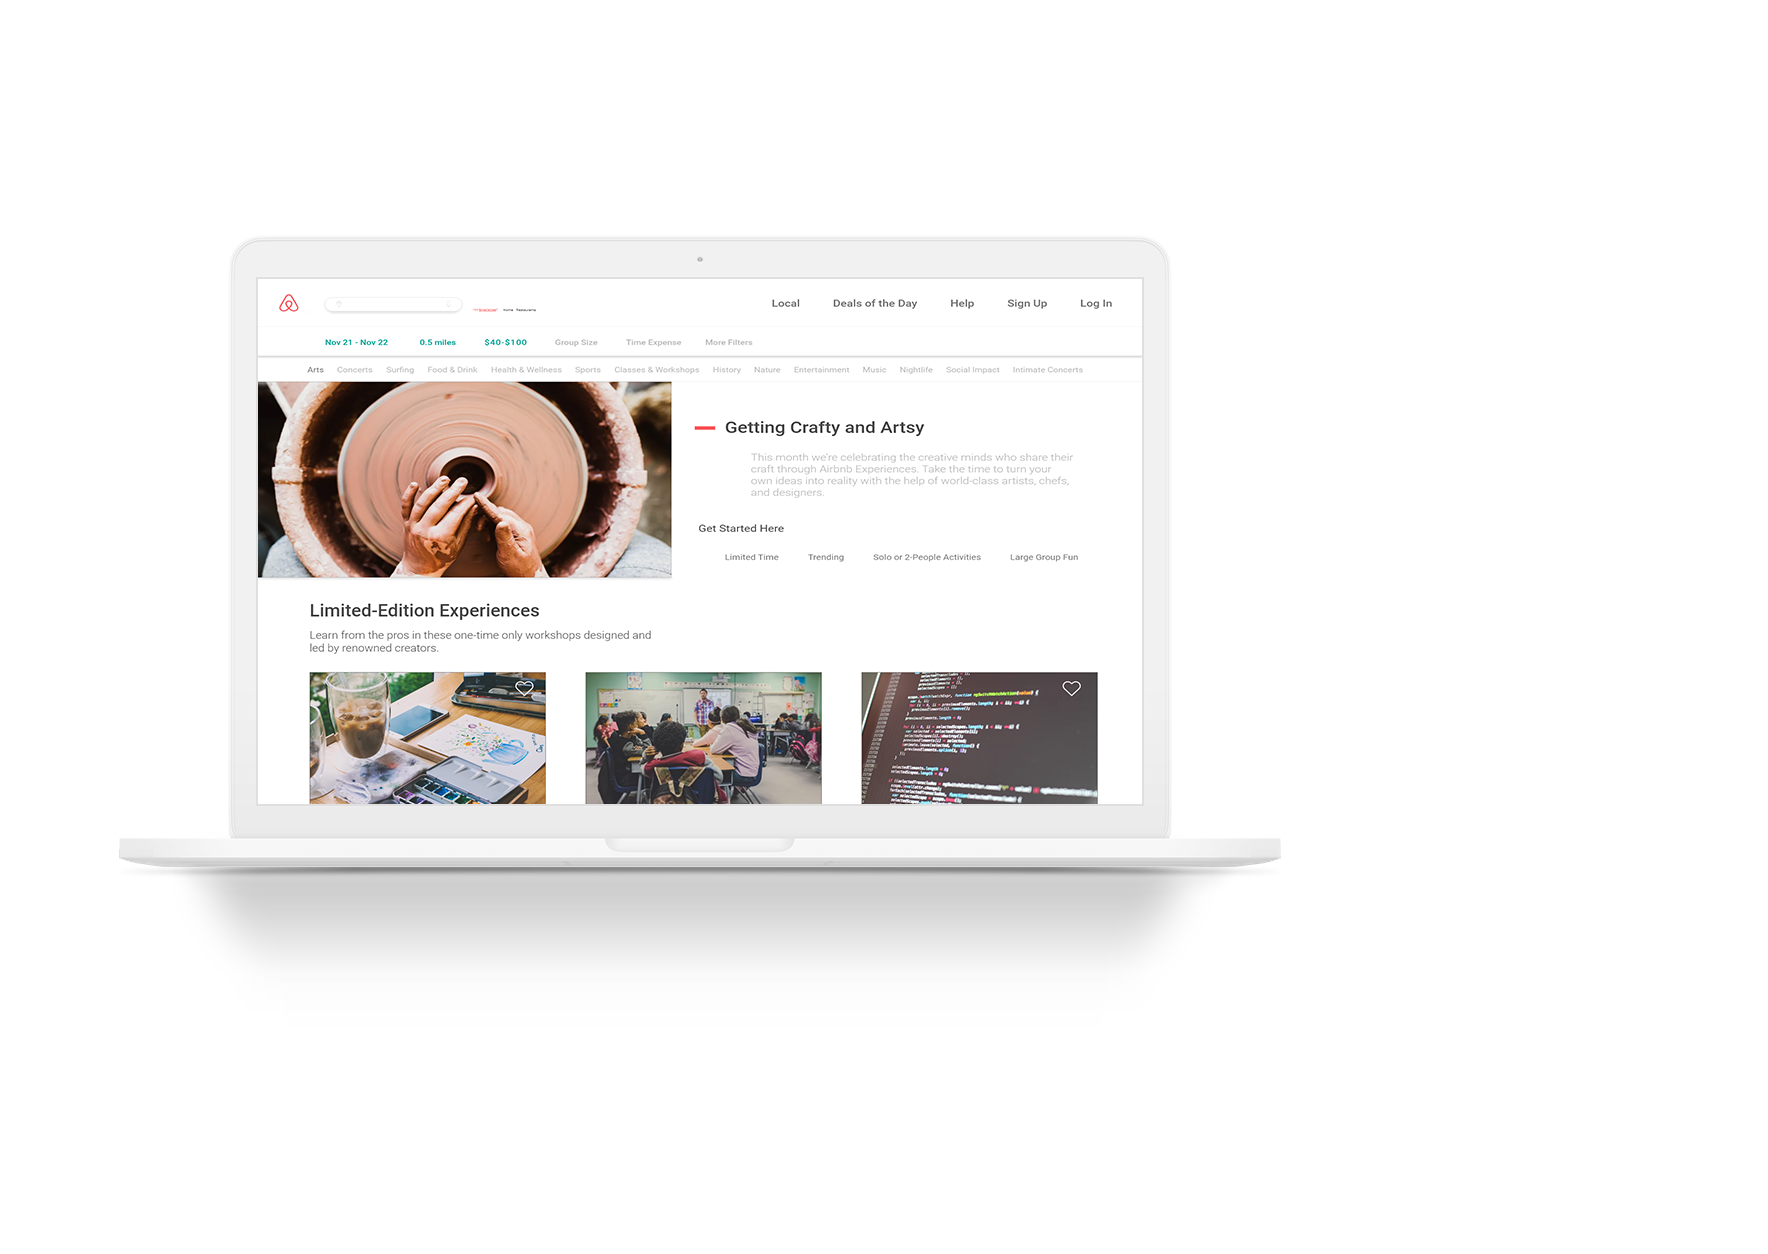 Local Deals of the Day Help Sign Up Log In
Home Restaurants
Nov 21 - Nov 22 0.5 miles $40-$100 Group Size Time Expense More Filters
Arts Concerts Surfing Food & Drink Health & Wellness Sports Classes & Workshops History Nature Entertainment Music Nightlife Social Impact Intimate Concerts
Getting Crafty and Artsy
This month we're celebrating the creative minds who share their
craft through Airbnb Experiences. Take the time to turn your
own ideas into reality with the help of world-class artists, chefs,
and designers.
Get Started Here
Limited Time Trending Solo or 2-People Activities Large Group Fun
Limited-Edition Experiences
Learn from the pros in these one-time only workshops designed and
led by renowned creators.